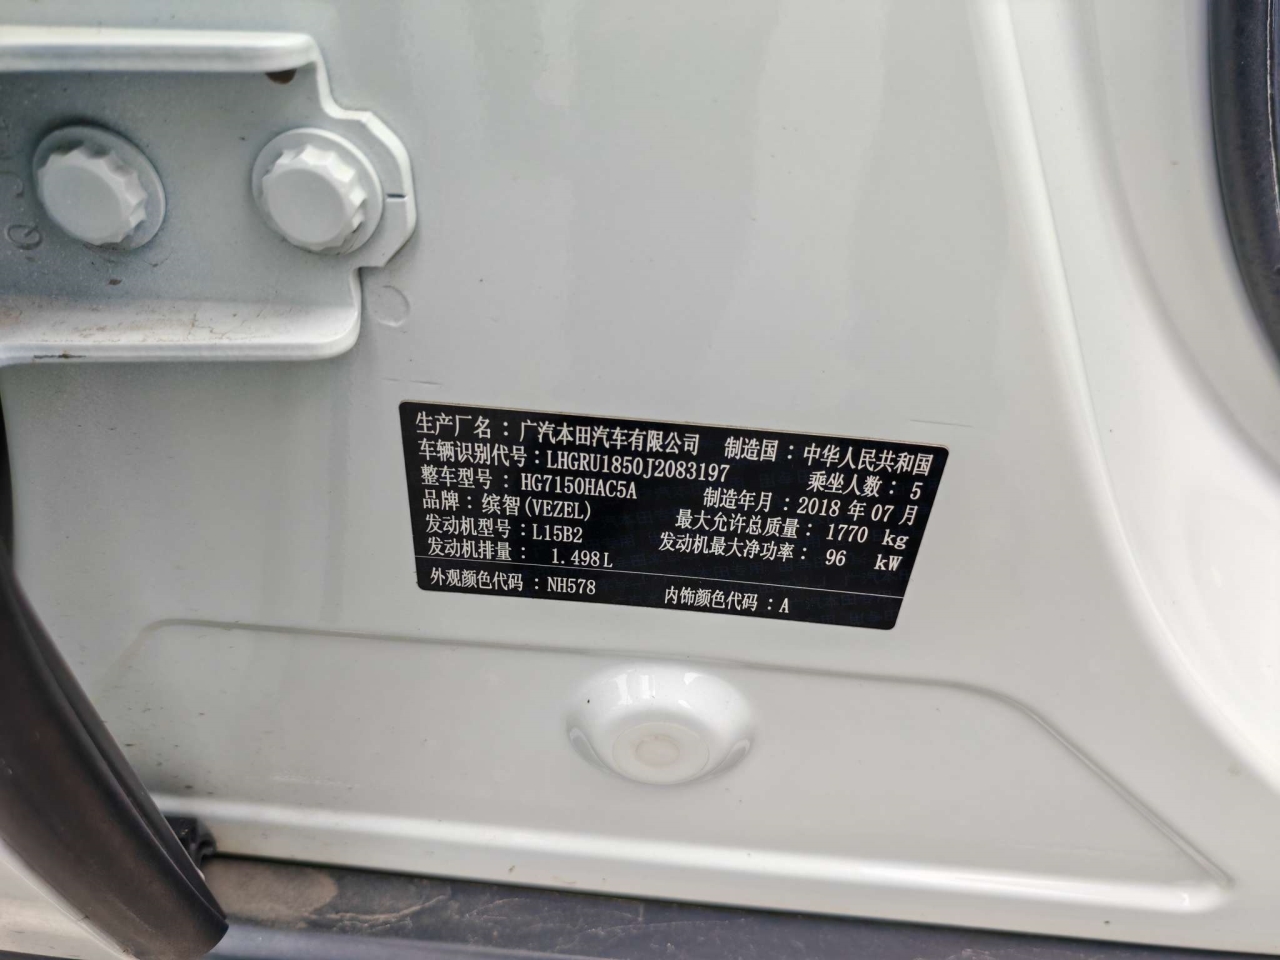 生产厂名：广汽本田汽车有限公司 制造国：中华人民共和国
车辆识别代号：LHGRU1850J2083197 乘坐人数：5
整车型号：HG7150HAC5A 制造年月：2018 年 07 月
品牌：缤智(VEZEL) 最大允许总质量：1770 kg
发动机型号：L15B2 发动机最大净功率：96 kW
发动机排量：1.498L
外观颜色代码：NH578 内饰颜色代码：A